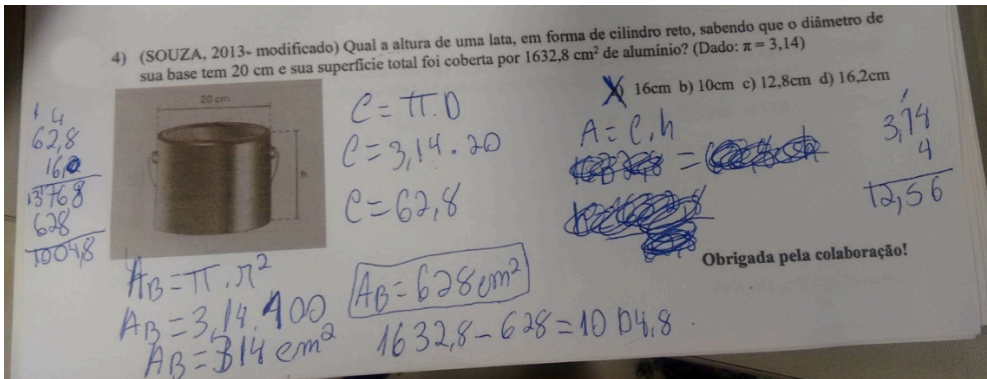 4) (SOUZA, 2013- modificado) Qual a altura de uma lata, em forma de cilindro reto, sabendo que o diâmetro de
sua base tem 20 cm e sua superfície total foi coberta por 1632,8 cm² de alumínio? (Dado: π = 3,14)
16cm b) 10cm c) 12,8cm d) 16,2cm
20 cm
h
1 4
62,8
16,0
13768
628
10048
C = π.D
C = 3,14.20
C = 62,8
A = C.h
3,14
4
12,56
Obrigada pela colaboração!
AB = π.r²
AB = 3,14.100
AB = 314 cm²
AB = 628cm²
1632,8 - 628 = 1004,8